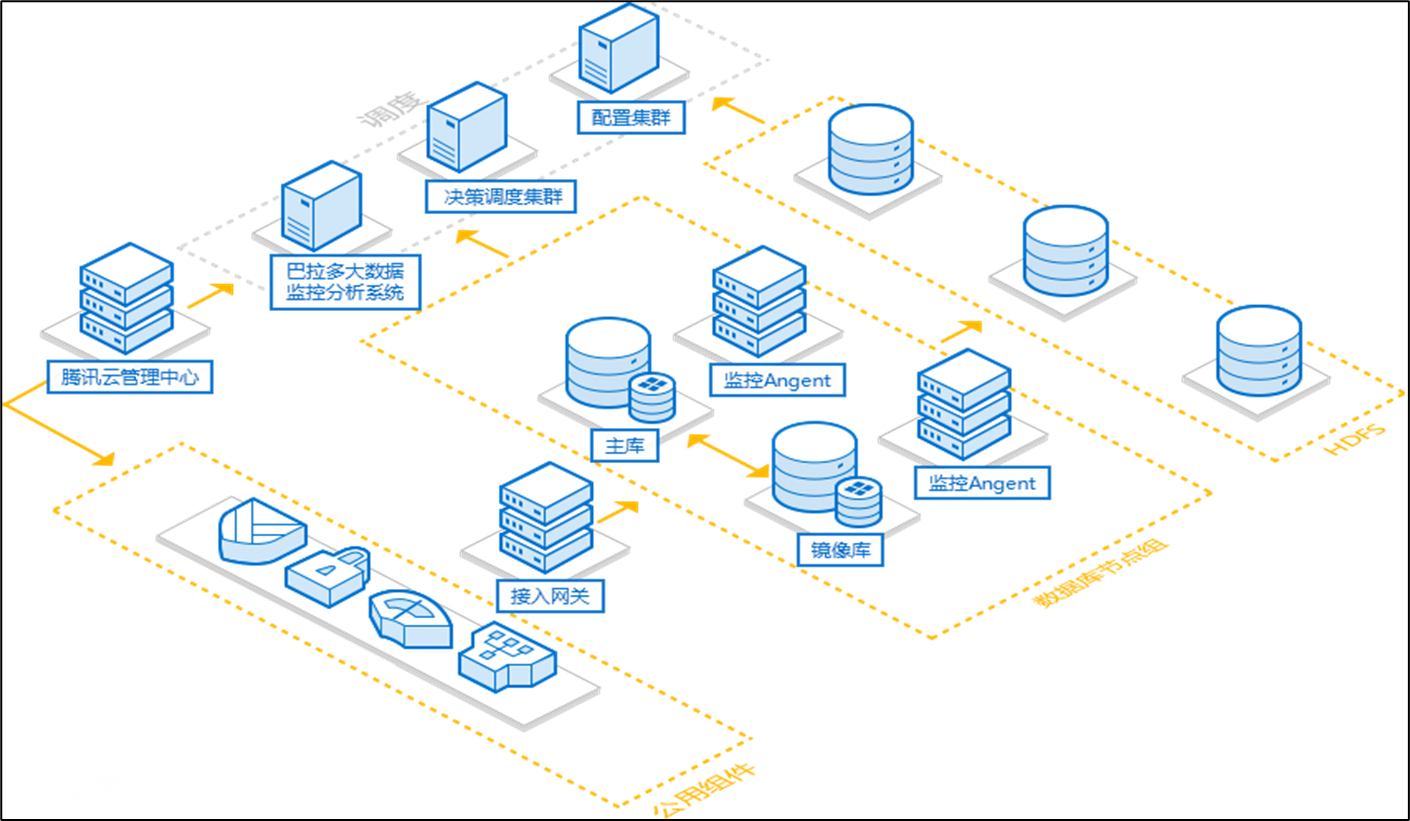 调度
配置集群
决策调度集群
巴拉多大数据
监控分析系统
腾讯云管理中心
监控Angent
主库
监控Angent
HDFS
镜像库
数据库节点组
接入网关
公用组件